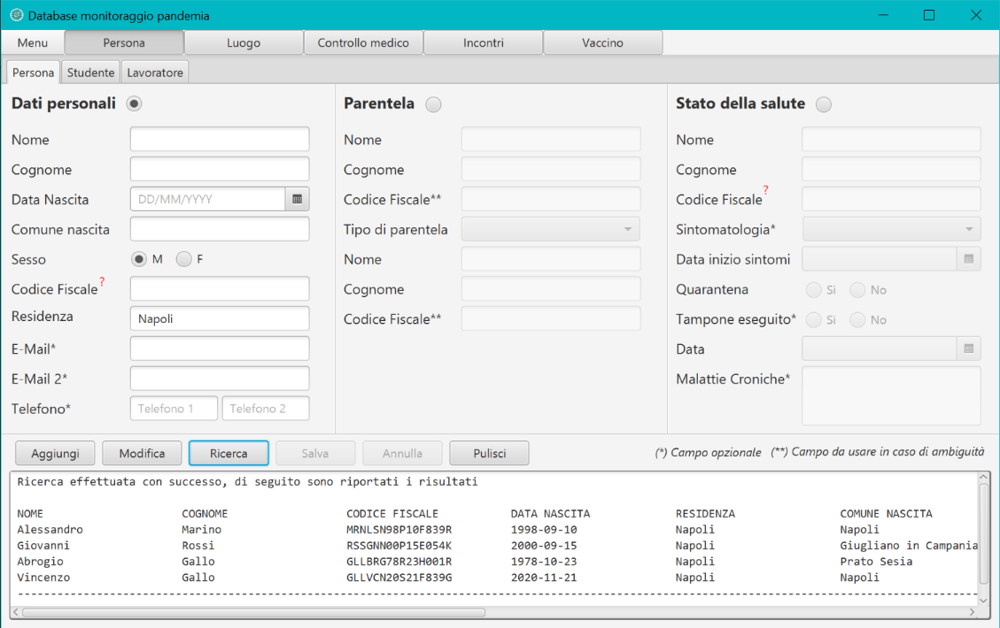 Database monitoraggio pandemia
Menu Persona Luogo Controllo medico Incontri Vaccino
Persona Studente Lavoratore
Dati personali
Nome
Cognome
Data Nascita DD/MM/YYYY
Comune nascita
Sesso M F
Codice Fiscale?
Residenza Napoli
E-Mail*
E-Mail 2*
Telefono* Telefono 1 Telefono 2
Parentela
Nome
Cognome
Codice Fiscale**
Tipo di parentela
Nome
Cognome
Codice Fiscale**
Stato della salute
Nome
Cognome
Codice Fiscale?
Sintomatologia*
Data inizio sintomi
Quarantena Si No
Tampone eseguito* Si No
Data
Malattie Croniche*
Aggiungi Modifica Ricerca Salva Annulla Pulisci (*) Campo opzionale (**) Campo da usare in caso di ambiguità
Ricerca effettuata con successo, di seguito sono riportati i risultati
NOME COGNOME CODICE FISCALE DATA NASCITA RESIDENZA COMUNE NASCITA
Alessandro Marino MRNLSN98P10F839R 1998-09-10 Napoli Napoli
Giovanni Rossi RSSGNN00P15E054K 2000-09-15 Napoli Giugliano in Campania
Abrogio Gallo GLLBRG78R23H001R 1978-10-23 Napoli Prato Sesia
Vincenzo Gallo GLLVCN20S21F839G 2020-11-21 Napoli Napoli